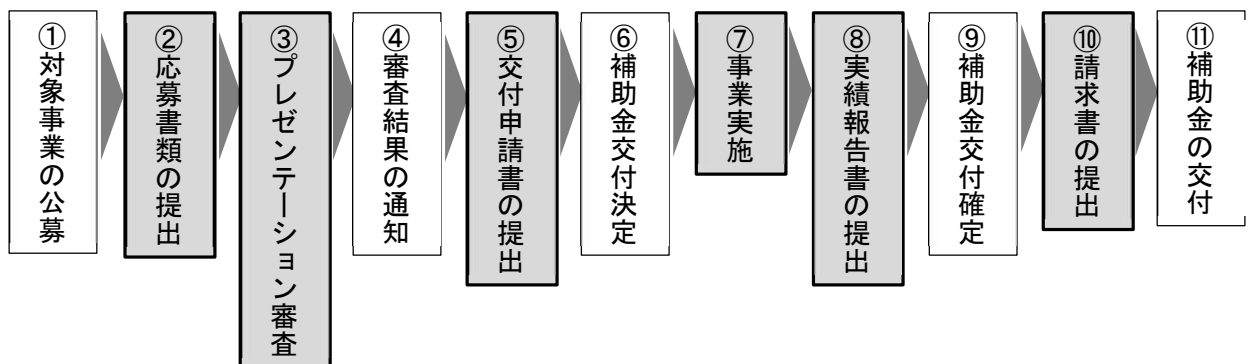 ①対象事業の公募
②応募書類の提出
③プレゼンテーション審査
④審査結果の通知
⑤交付申請書の提出
⑥補助金交付決定
⑦事業実施
⑧実績報告書の提出
⑨補助金交付確定
⑩請求書の提出
⑪補助金の交付